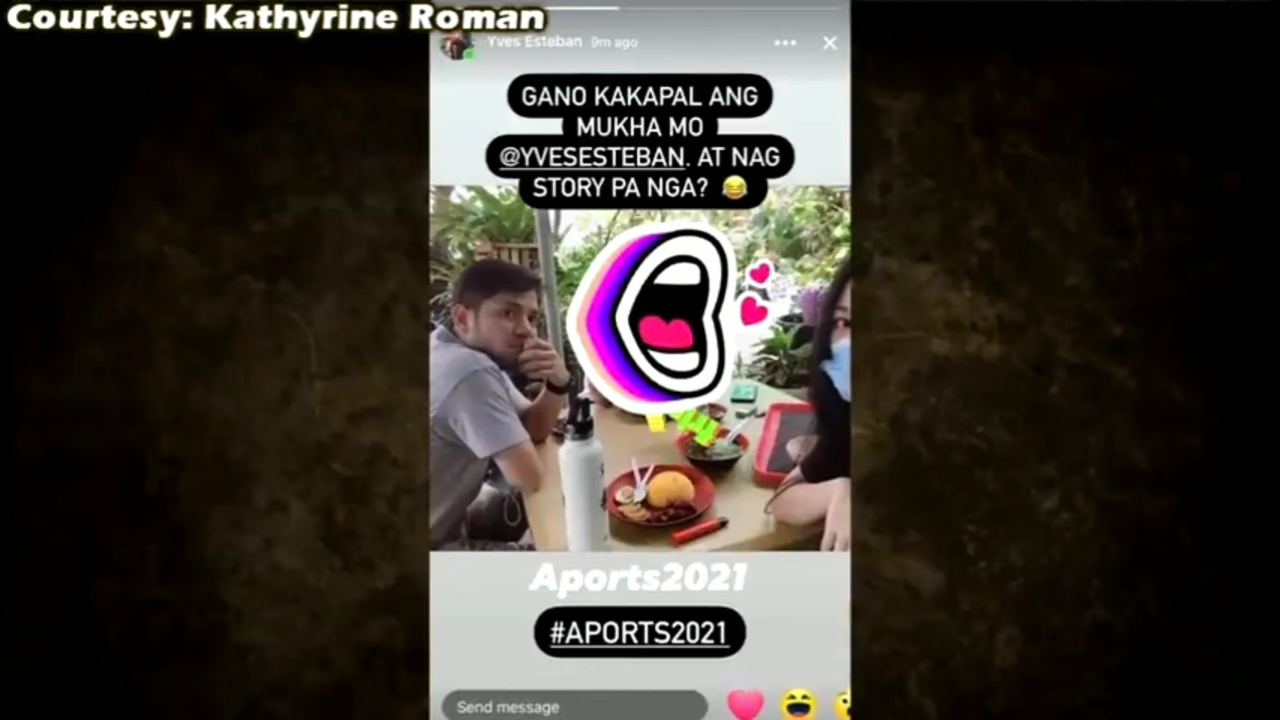 Courtesy: Kathyrine Roman
Yves Esteban 9m ago
GANO KAKAPAL ANG
MUKHA MO
@YVESESTEBAN. AT NAG
STORY PA NGA? 😂
Aports2021
#APORTS2021
Send message